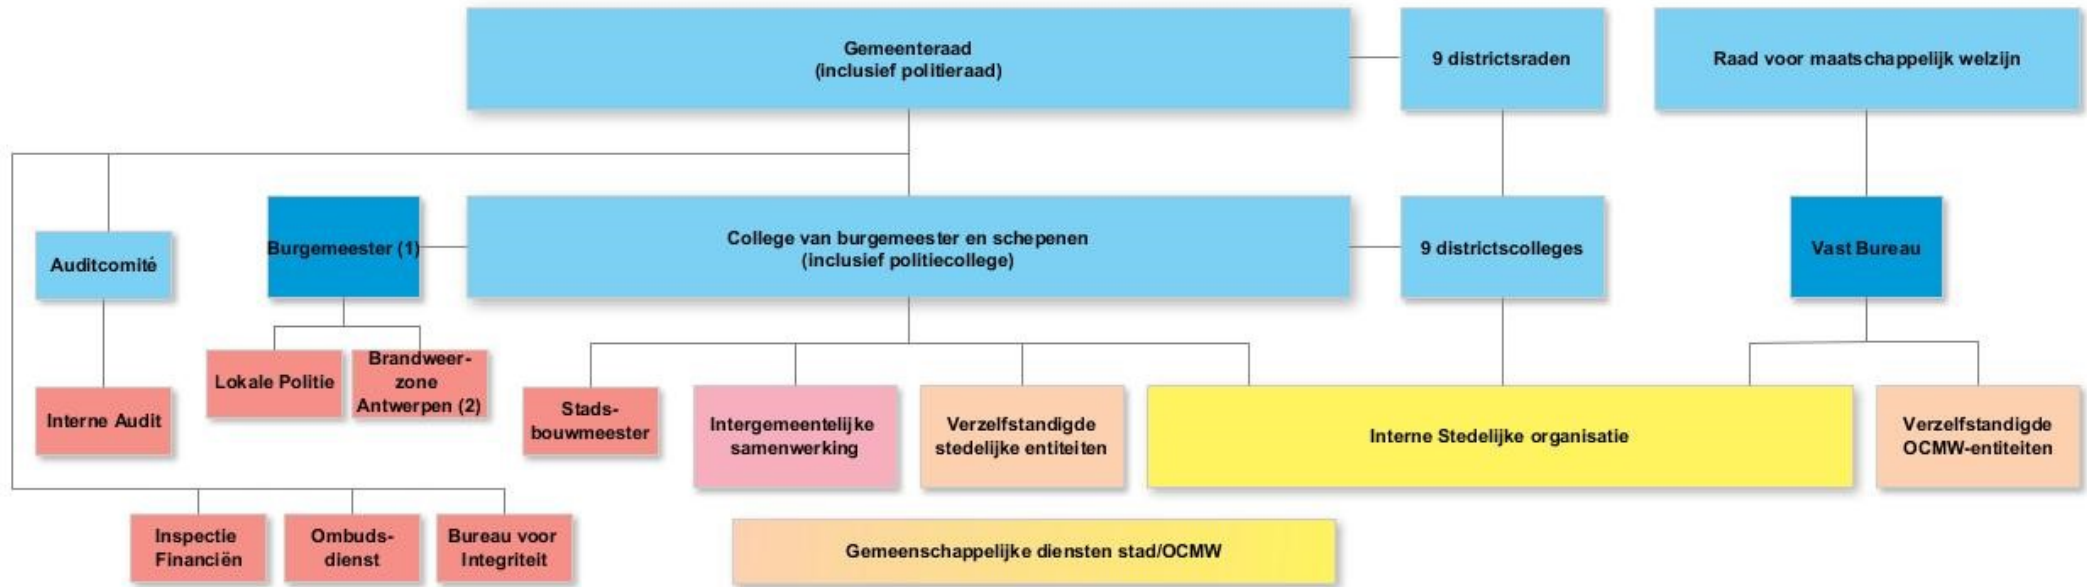 Gemeenteraad
(inclusief politieraad)
9 districtsraden
Raad voor maatschappelijk welzijn
Auditcomité
Burgemeester (1)
College van burgemeester en schepenen
(inclusief politiecollege)
9 districtscolleges
Vast Bureau
Interne Audit
Lokale Politie
Brandweer-
zone
Antwerpen (2)
Stads-
bouwmeester
Intergemeentelijke
samenwerking
Verzelfstandigde
stedelijke entiteiten
Interne Stedelijke organisatie
Verzelfstandigde
OCMW-entiteiten
Inspectie
Financiën
Ombuds-
dienst
Bureau voor
Integriteit
Gemeenschappelijke diensten stad/OCMW